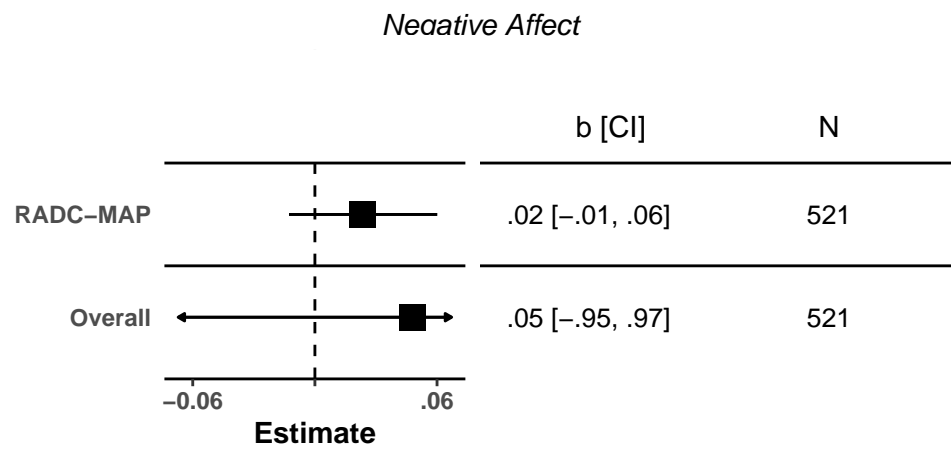 Negative Affect
b [CI] N
RADC−MAP .02 [−.01, .06] 521
Overall .05 [−.95, .97] 521
−0.06 .06
Estimate